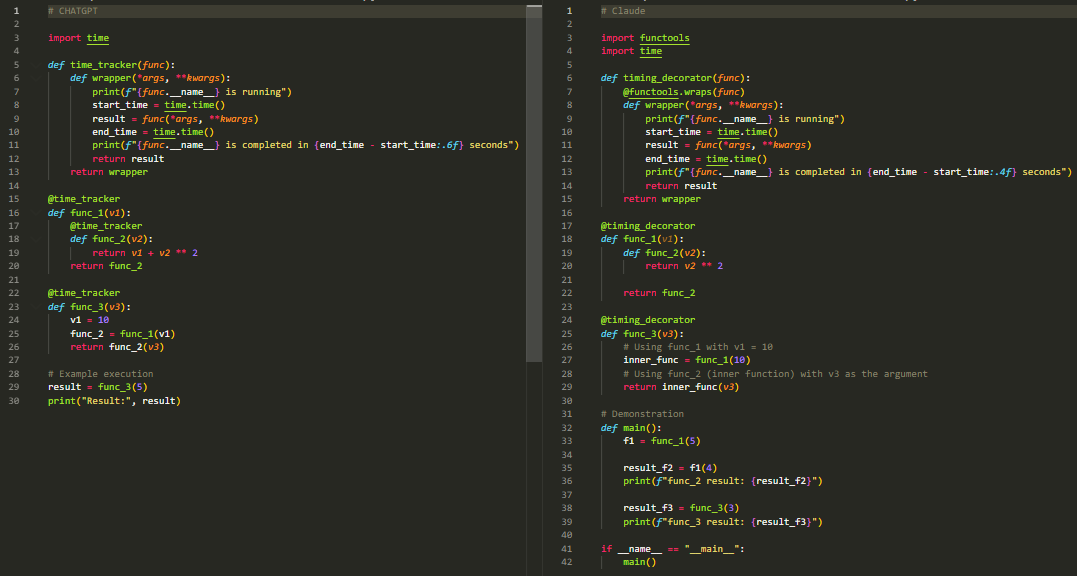 1 # CHATGPT
2
3 import time
4
5 def time_tracker(func):
6     def wrapper(*args, **kwargs):
7         print(f"{func.__name__} is running")
8         start_time = time.time()
9         result = func(*args, **kwargs)
10         end_time = time.time()
11         print(f"{func.__name__} is completed in {end_time - start_time:.6f} seconds")
12         return result
13     return wrapper
14
15 @time_tracker
16 def func_1(v1):
17     @time_tracker
18     def func_2(v2):
19         return v1 + v2 ** 2
20     return func_2
21
22 @time_tracker
23 def func_3(v3):
24     v1 = 10
25     func_2 = func_1(v1)
26     return func_2(v3)
27
28 # Example execution
29 result = func_3(5)
30 print("Result:", result)
1 # Claude
2
3 import functools
4 import time
5
6 def timing_decorator(func):
7     @functools.wraps(func)
8     def wrapper(*args, **kwargs):
9         print(f"{func.__name__} is running")
10         start_time = time.time()
11         result = func(*args, **kwargs)
12         end_time = time.time()
13         print(f"{func.__name__} is completed in {end_time - start_time:.4f} seconds")
14         return result
15     return wrapper
16
17 @timing_decorator
18 def func_1(v1):
19     def func_2(v2):
20         return v2 ** 2
21
22     return func_2
23
24 @timing_decorator
25 def func_3(v3):
26     # Using func_1 with v1 = 10
27     inner_func = func_1(10)
28     # Using func_2 (inner function) with v3 as the argument
29     return inner_func(v3)
30
31 # Demonstration
32 def main():
33     f1 = func_1(5)
34
35     result_f2 = f1(4)
36     print(f"func_2 result: {result_f2}")
37
38     result_f3 = func_3(3)
39     print(f"func_3 result: {result_f3}")
40
41 if __name__ == "__main__":
42     main()